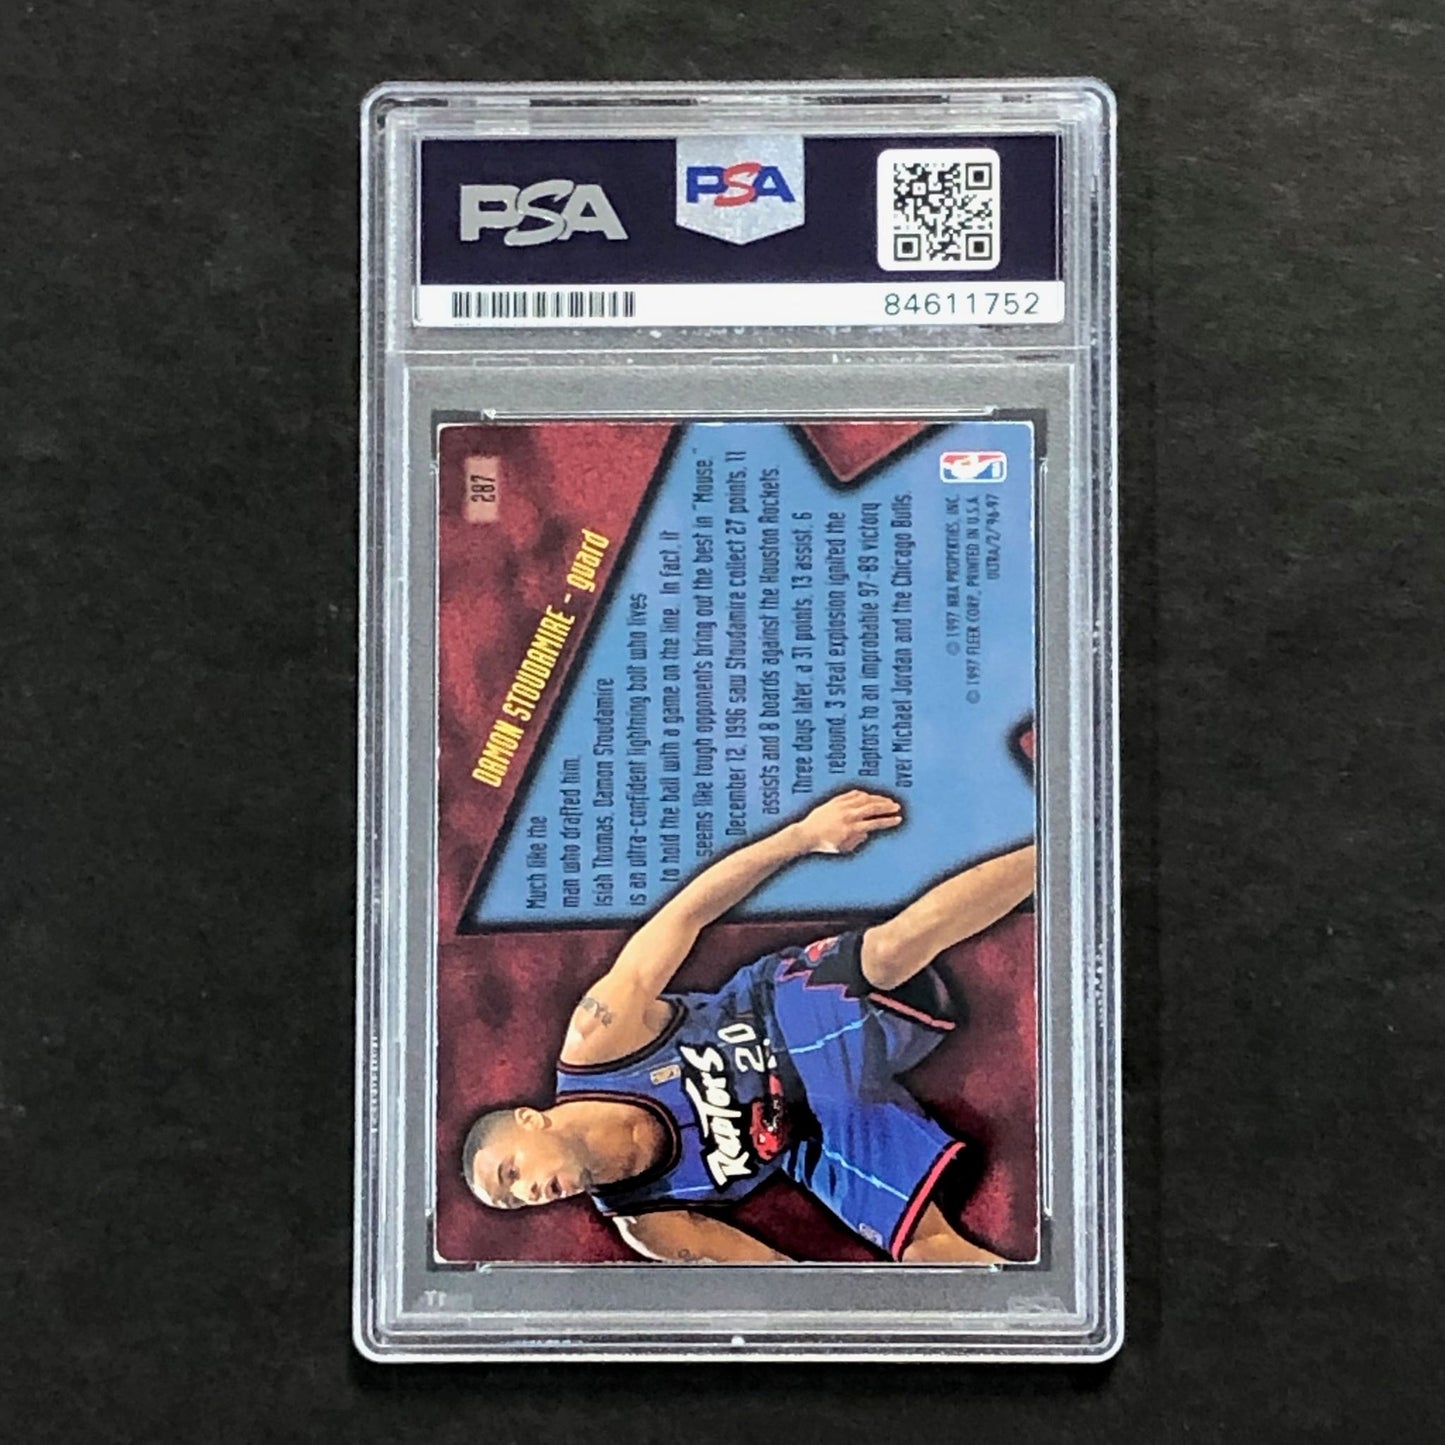 PSA
PSA
84611752
287
DAMON STOUDAMIRE - guard
Much like the
man who drafted him,
Isiah Thomas, Damon Stoudamire
is an ultra-confident lightning bolt who lives
to hold the ball with a game on the line. In fact, it
seems like tough opponents bring out the best in "Mouse."
December 12, 1996 saw Stoudamire collect 27 points, 11
assists and 8 boards against the Houston Rockets.
Three days later, a 31 points, 13 assist, 6
rebound, 3 steal explosion ignited the
Raptors to an improbable 97-89 victory
over Michael Jordan and the Chicago Bulls.
© 1997 NBA PROPERTIES, INC.
© 1997 FLEER CORP., PRINTED IN U.S.A.
ULTRA/2/96-97
RAPTORS
20